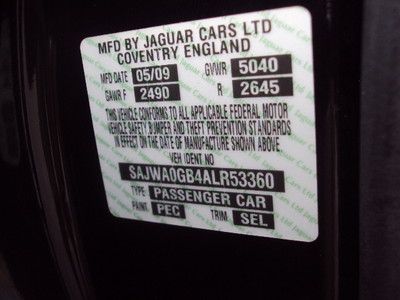 MFD BY JAGUAR CARS LTD
COVENTRY ENGLAND
MFD DATE 05/09 GVWR 5040
GAWR F 2490 R 2645
THIS VEHICLE CONFORMS TO ALL APPLICABLE FEDERAL MOTOR
VEHICLE SAFETY BUMPER AND THEFT PREVENTION STANDARDS
IN EFFECT ON THE DATE OF MANUFACTURE SHOWN ABOVE.
VEH IDENT NO
SAJWA0GB4ALR53360
TYPE: PASSENGER CAR
PAINT: PEC TRIM SEL